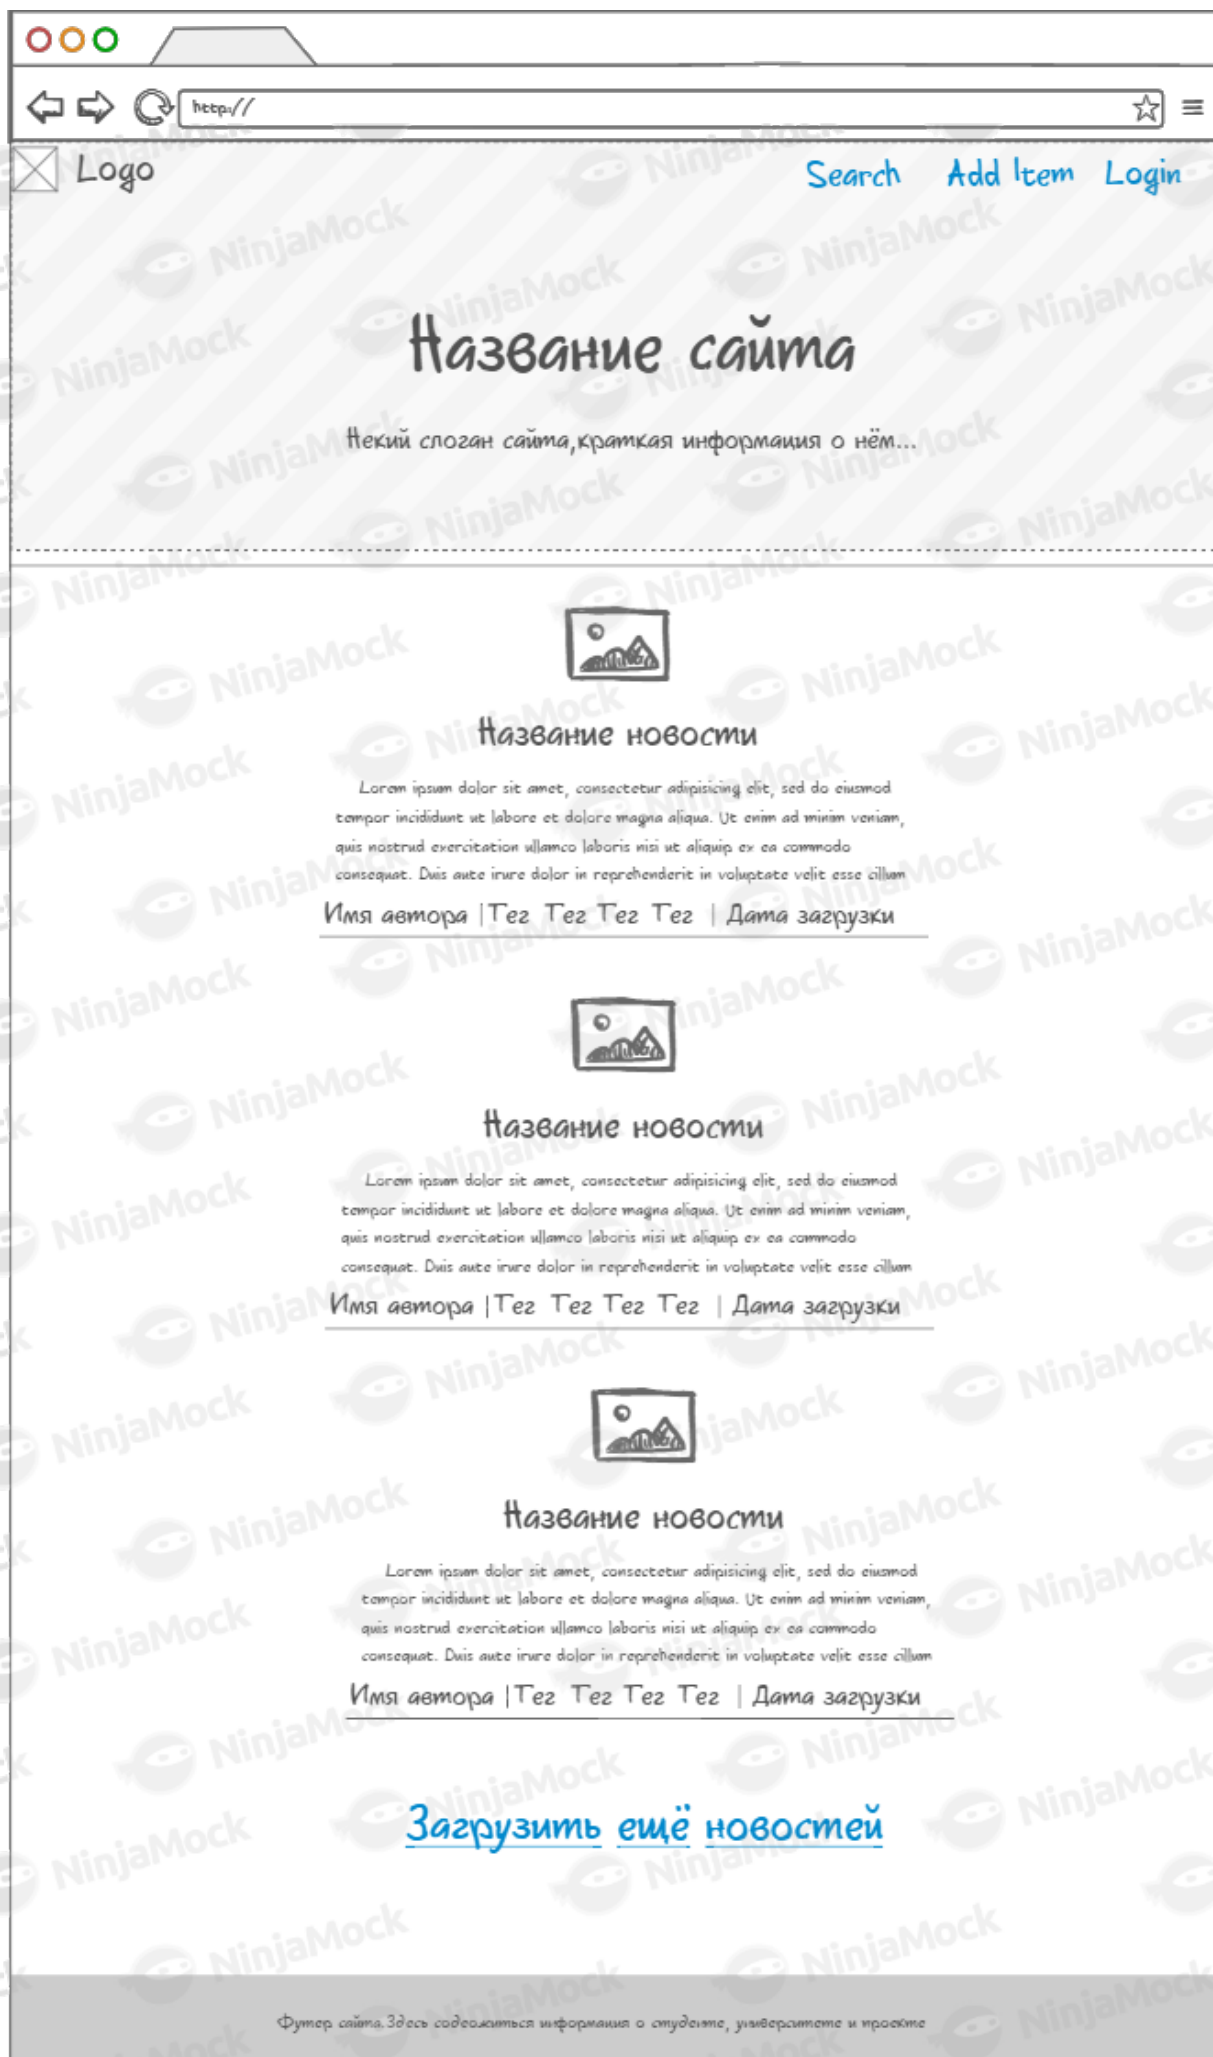 http://
Logo
Search Add Item Login
Название сайта
Некий слоган сайта,краткая информация о нём...
Название новости
Lorem ipsum dolor sit amet, consectetur adipisicing elit, sed do eiusmod
tempor incididunt ut labore et dolore magna aliqua. Ut enim ad minim veniam,
quis nostrud exercitation ullamco laboris nisi ut aliquip ex ea commodo
consequat. Duis aute irure dolor in reprehenderit in voluptate velit esse cillum
Имя автора |Тег Тег Тег Тег | Дата загрузки
Название новости
Lorem ipsum dolor sit amet, consectetur adipisicing elit, sed do eiusmod
tempor incididunt ut labore et dolore magna aliqua. Ut enim ad minim veniam,
quis nostrud exercitation ullamco laboris nisi ut aliquip ex ea commodo
consequat. Duis aute irure dolor in reprehenderit in voluptate velit esse cillum
Имя автора |Тег Тег Тег Тег | Дата загрузки
Название новости
Lorem ipsum dolor sit amet, consectetur adipisicing elit, sed do eiusmod
tempor incididunt ut labore et dolore magna aliqua. Ut enim ad minim veniam,
quis nostrud exercitation ullamco laboris nisi ut aliquip ex ea commodo
consequat. Duis aute irure dolor in reprehenderit in voluptate velit esse cillum
Имя автора |Тег Тег Тег Тег | Дата загрузки
Загрузить ещё новостей
Футер сайта.Здесь содеожиться информация о студенте, университете и проекте
NinjaMock